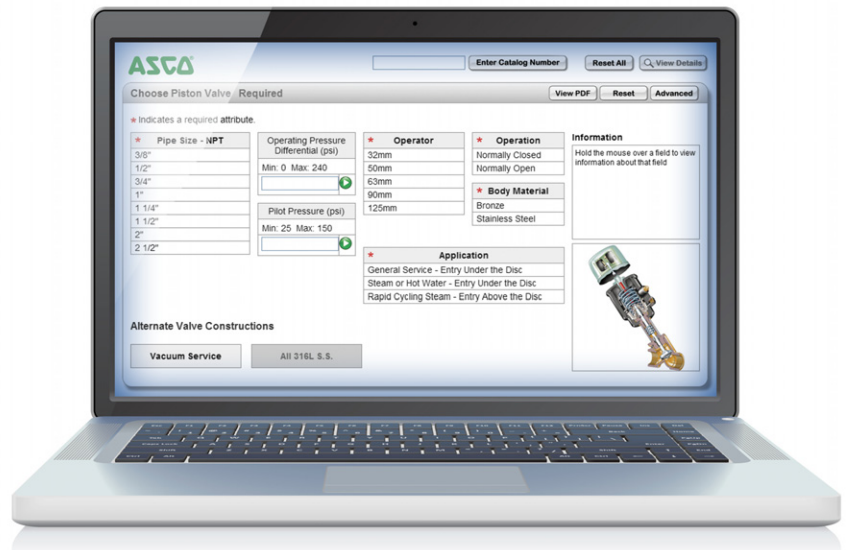 ASCO
Enter Catalog Number
Reset All
View Details
Choose Piston Valve Required
View PDF
Reset
Advanced
* Indicates a required attribute.
* Pipe Size - NPT
3/8"
1/2"
3/4"
1"
1 1/4"
1 1/2"
2"
2 1/2"
Operating Pressure
Differential (psi)
Min: 0 Max: 240
Pilot Pressure (psi)
Min: 25 Max: 150
* Operator
32mm
50mm
63mm
90mm
125mm
* Operation
Normally Closed
Normally Open
* Body Material
Bronze
Stainless Steel
* Application
General Service - Entry Under the Disc
Steam or Hot Water - Entry Under the Disc
Rapid Cycling Steam - Entry Above the Disc
Information
Hold the mouse over a field to view
information about that field
Alternate Valve Constructions
Vacuum Service
All 316L S.S.